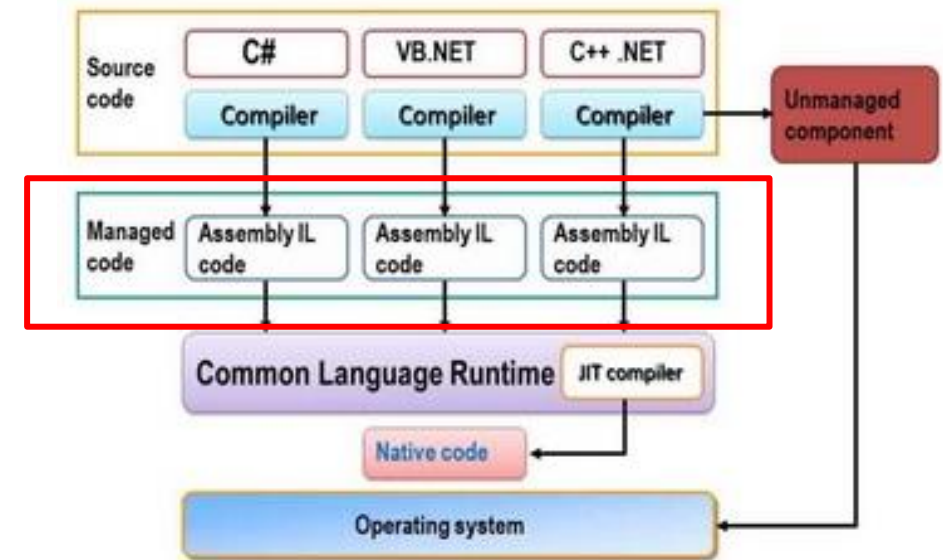 Source
code
C#
VB.NET
C++ .NET
Compiler
Compiler
Compiler
Unmanaged
component
Managed
code
Assembly IL
code
Assembly IL
code
Assembly IL
code
Common Language Runtime
JIT compiler
Native code
Operating system